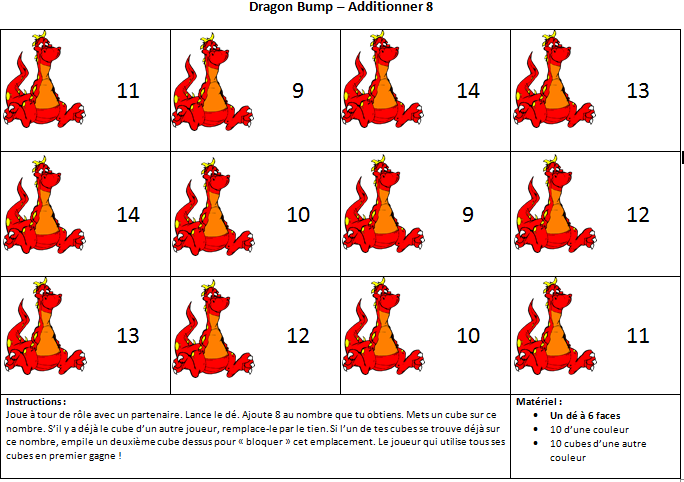 Dragon Bump – Additionner 8
11 9 14 13
14 10 9 12
13 12 10 11
Instructions :
Joue à tour de rôle avec un partenaire. Lance le dé. Ajoute 8 au nombre que tu obtiens. Mets un cube sur ce
nombre. S'il y a déjà le cube d'un autre joueur, remplace-le par le tien. Si l'un de tes cubes se trouve déjà sur
ce nombre, empile un deuxième cube dessus pour « bloquer » cet emplacement. Le joueur qui utilise tous ses
cubes en premier gagne !
Matériel :
• Un dé à 6 faces
• 10 d'une couleur
• 10 cubes d'une autre
couleur